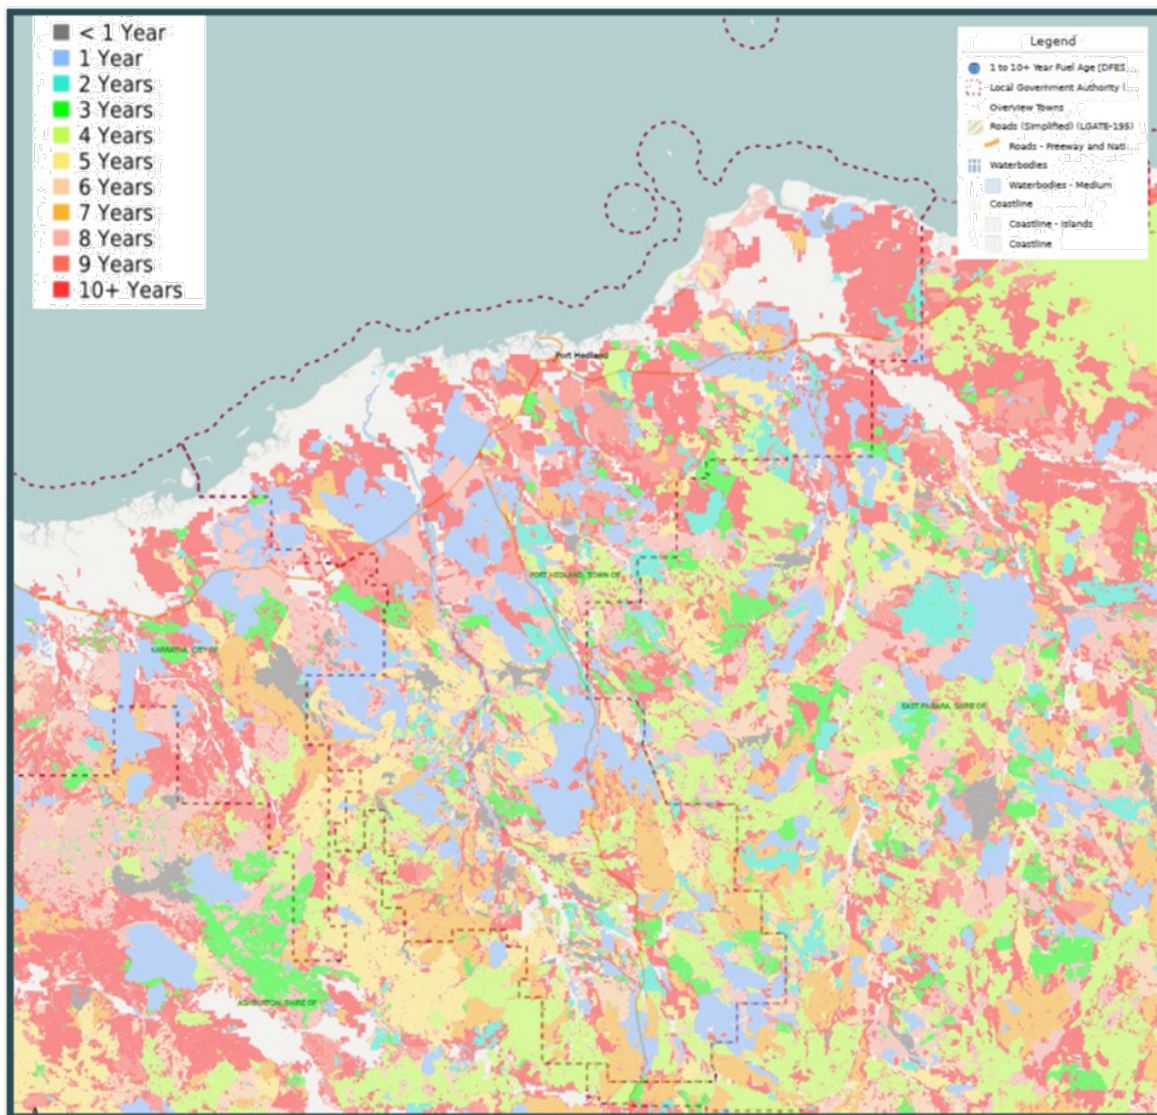 < 1 Year
1 Year
2 Years
3 Years
4 Years
5 Years
6 Years
7 Years
8 Years
9 Years
10+ Years
Legend
1 to 10+ Year Fuel Age [DFES...
Local Government Authority (...
Overview Towns
Roads (Simplified) (LGATE-195)
Roads - Freeway and Nati...
Waterbodies
Waterbodies - Medium
Coastline
Coastline - Islands
Coastline
Port Hedland
PORT HEDLAND, TOWN OF
KARRATHA, CITY OF
EAST PILBARA, SHIRE OF
ASHBURTON, SHIRE OF